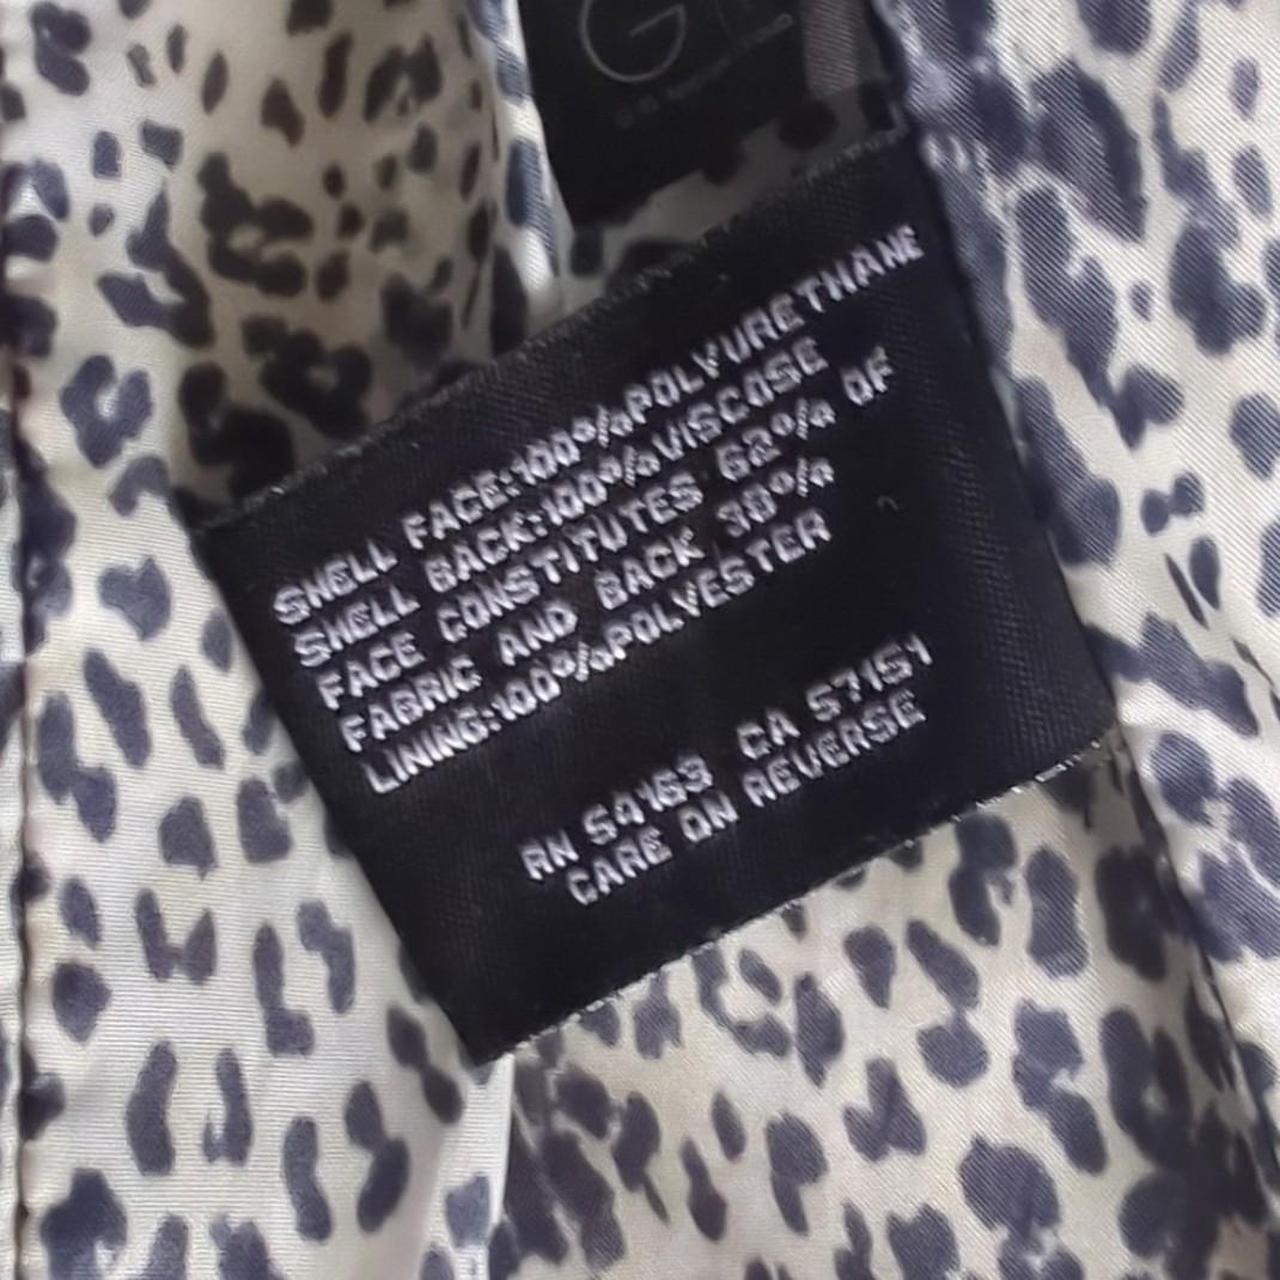 G
SHELL FACE:100%POLYURETHANE
SHELL BACK:100%VISCOSE
FACE CONSTITUTES 62% OF
FABRIC AND BACK 38%
LINING:100%POLYESTER
RN 54163 CA 57151
CARE ON REVERSE